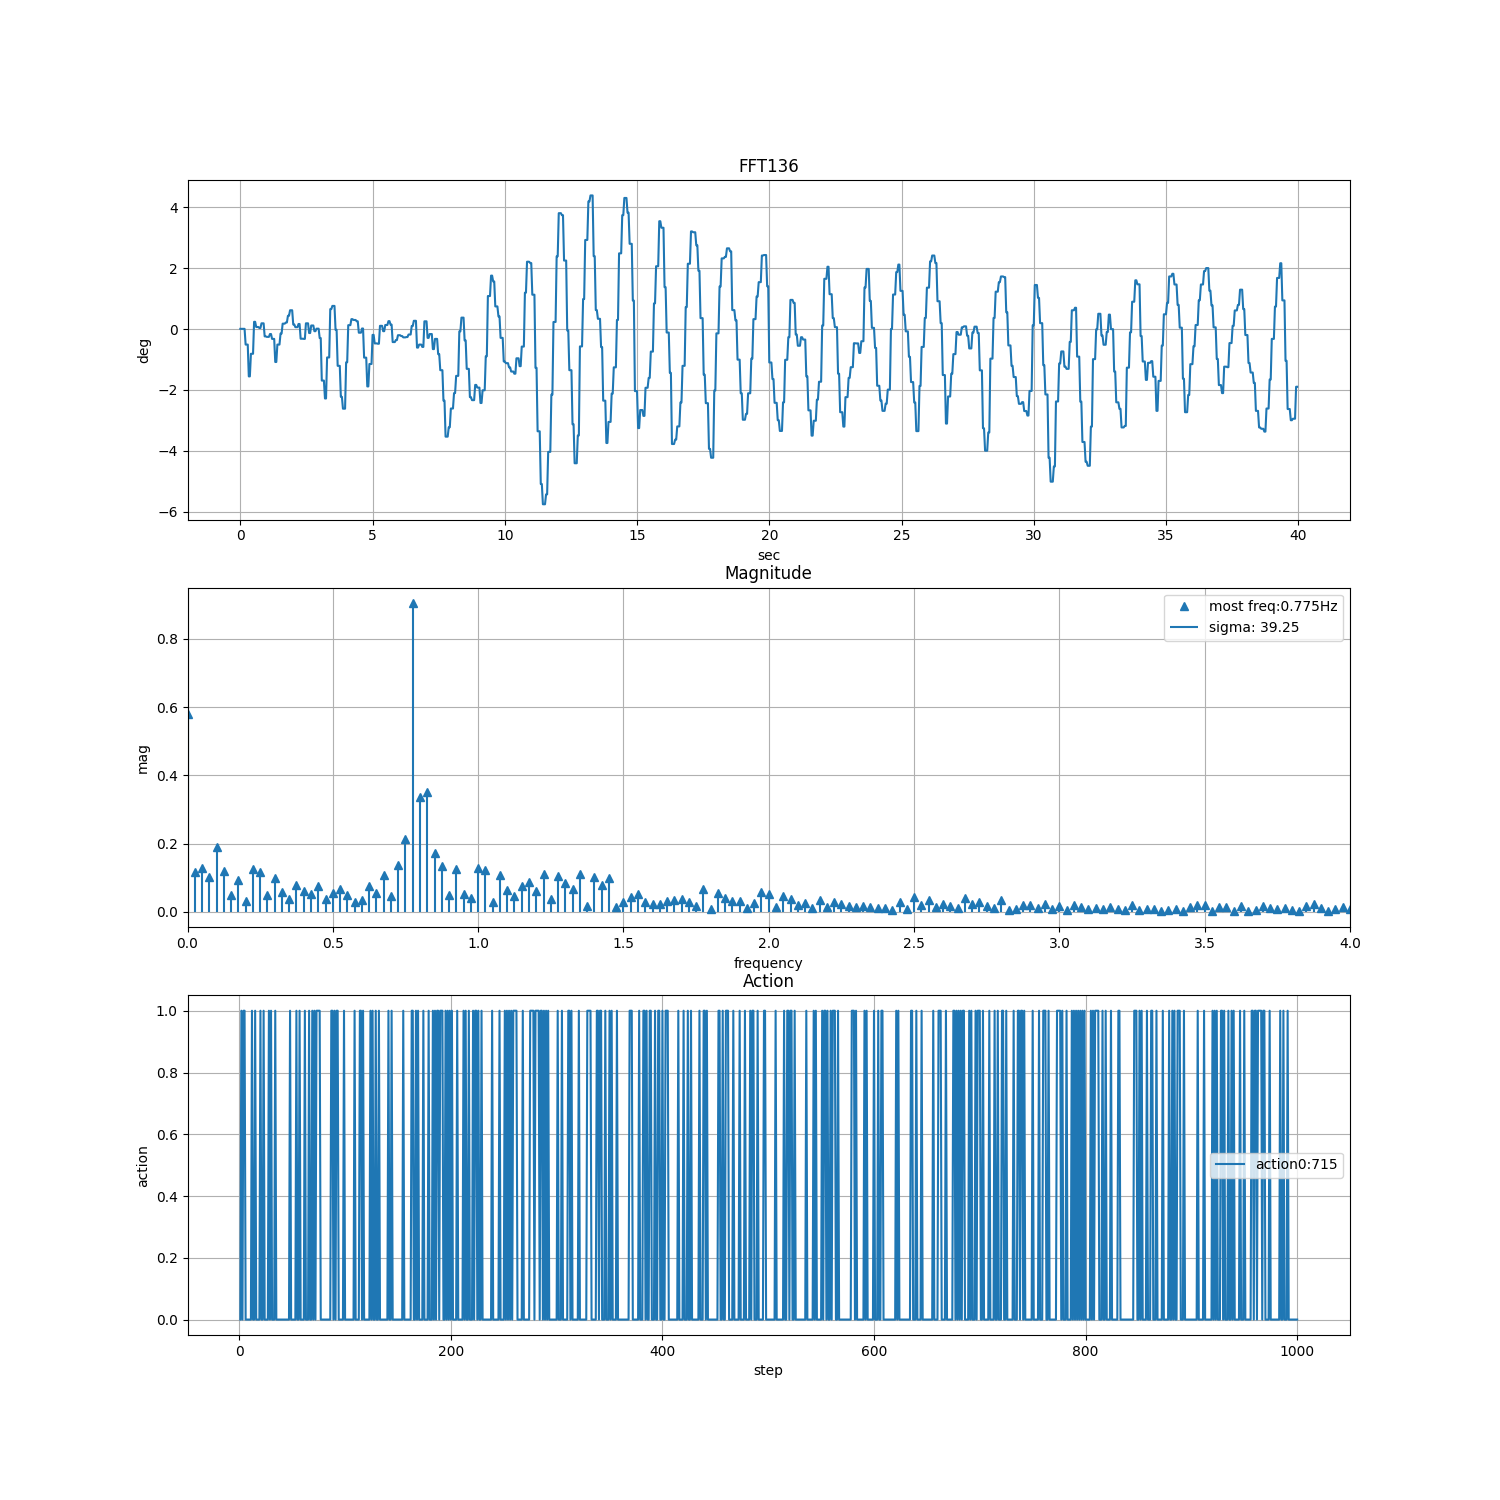 FFT136
4
2
0
−2
−4
−6
deg
0 5 10 15 20 25 30 35 40
sec
Magnitude
most freq:0.775Hz
sigma: 39.25
0.8
0.6
0.4
0.2
0.0
mag
0.0 0.5 1.0 1.5 2.0 2.5 3.0 3.5 4.0
frequency
Action
1.0
0.8
0.6
0.4
0.2
0.0
action
action0:715
0 200 400 600 800 1000
step